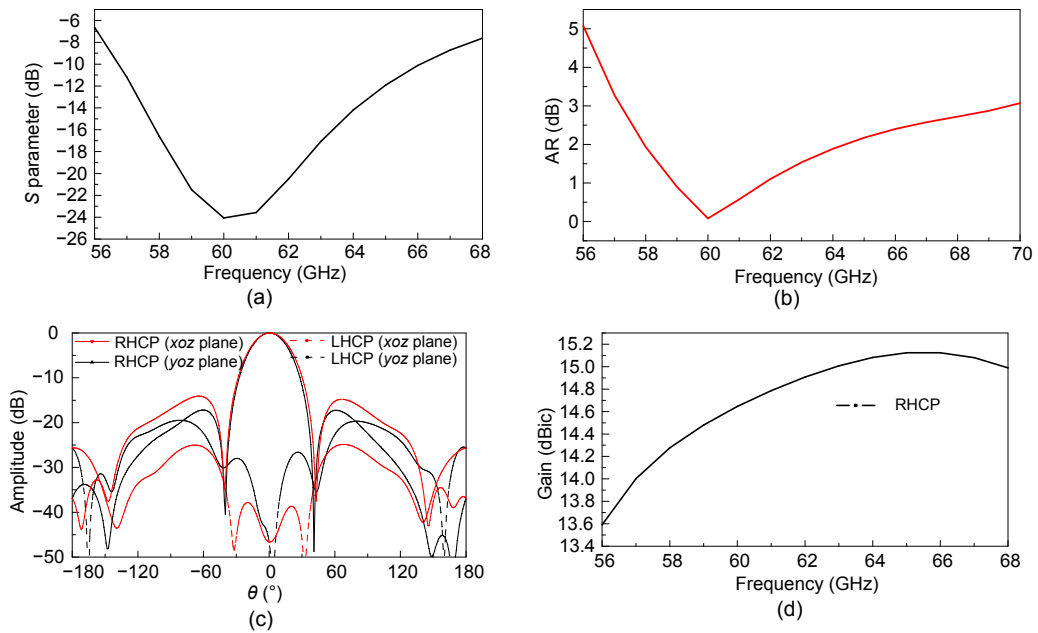 −6
−8
−10
−12
−14
−16
−18
−20
−22
−24
−26
S parameter (dB)
56 58 60 62 64 66 68
Frequency (GHz)
(a)
5
4
3
2
1
0
AR (dB)
56 58 60 62 64 66 68 70
Frequency (GHz)
(b)
0
−10
−20
−30
−40
−50
Amplitude (dB)
RHCP (xoz plane)
RHCP (yoz plane)
LHCP (xoz plane)
LHCP (yoz plane)
−180 −120 −60 0 60 120 180
θ (°)
(c)
15.2
15.0
14.8
14.6
14.4
14.2
14.0
13.8
13.6
13.4
Gain (dBic)
RHCP
56 58 60 62 64 66 68
Frequency (GHz)
(d)